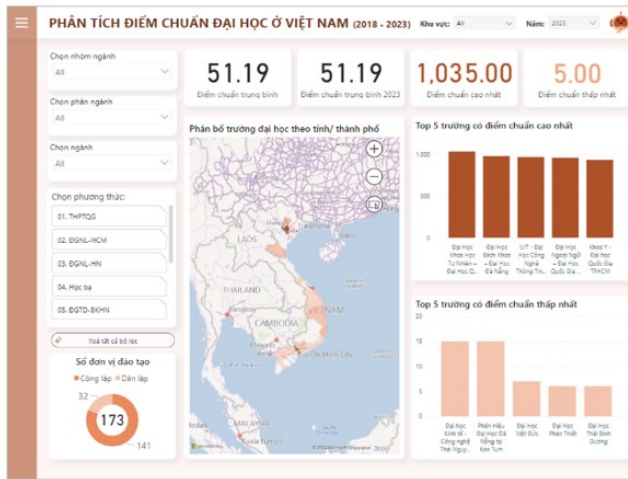 PHÂN TÍCH ĐIỂM CHUẨN ĐẠI HỌC Ở VIỆT NAM (2018 - 2023)
Khu vực: All
Năm: 2023
Chọn nhóm ngành
All
Chọn phân ngành
All
Chọn ngành
All
Chọn phương thức:
01. THPTQG
02. ĐGNL-HCM
03. ĐGNL-HN
04. Học bạ
05. ĐGTD-BKHN
Xoá tất cả bộ lọc
Số đơn vị đào tạo
Công lập Dân lập
32
173
141
51.19
Điểm chuẩn trung bình
51.19
Điểm chuẩn trung bình 2023
1,035.00
Điểm chuẩn cao nhất
5.00
Điểm chuẩn thấp nhất
Phân bố trường đại học theo tỉnh/ thành phố
LAOS
THAILAND
VIETNAM
CAMBODIA
Ho Chi Minh City
MALAYSIA
Kuala Lumpur
Top 5 trường có điểm chuẩn cao nhất
1,000
500
0
Đại Học
Khoa Học
Tự Nhiên –
Đại Học Q...
Đại Học
Bách Khoa
– Đại Học
Đà Nẵng
UIT - Đại
Học Công
Nghệ
Thông Tin...
Đại Học
Ngoại Ngữ
– Đại Học
Quốc Gia ...
Khoa Y -
Đại học
Quốc Gia
TPHCM
Top 5 trường có điểm chuẩn thấp nhất
20
15
10
5
0
Đại học
Kinh tế -
Công nghệ
Thái Nguy...
Phân Hiệu
Đại Học Đà
Nẵng tại
Kon Tum
Đại Học
Việt Đức
Đại Học
Phan Thiết
Đại Học
Thái Bình
Dương